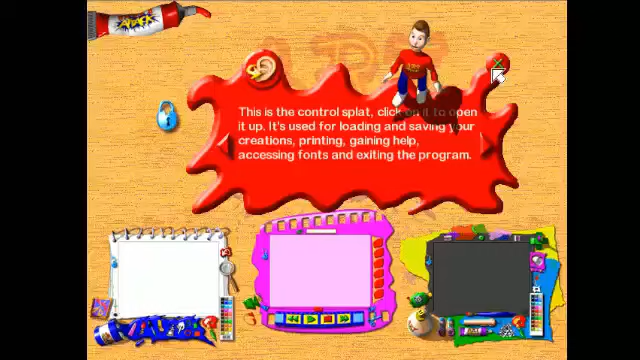 ATTACK
This is the control splat, click on it to open
it up. It's used for loading and saving your
creations, printing, gaining help,
accessing fonts and exiting the program.